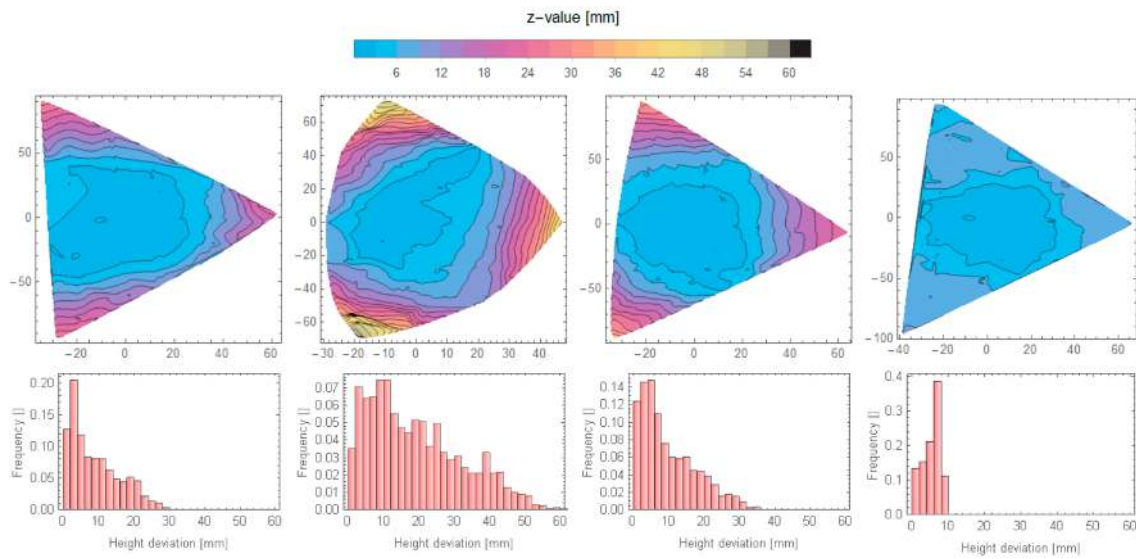 z-value [mm]
6 12 18 24 30 36 42 48 54 60
50
0
-50
-20 0 20 40 60
60
40
20
0
-20
-40
-60
-30 -20 -10 0 10 20 30 40
50
0
-50
-20 0 20 40 60
50
0
-50
-100
-40 -20 0 20 40 60
Frequency []
0.20
0.15
0.10
0.05
0.00
0 10 20 30 40 50 60
Height deviation [mm]
Frequency []
0.07
0.06
0.05
0.04
0.03
0.02
0.01
0.00
0 10 20 30 40 50 60
Height deviation [mm]
Frequency []
0.14
0.12
0.10
0.08
0.06
0.04
0.02
0.00
0 10 20 30 40 50 60
Height deviation [mm]
Frequency []
0.4
0.3
0.2
0.1
0.0
0 10 20 30 40 50 60
Height deviation [mm]